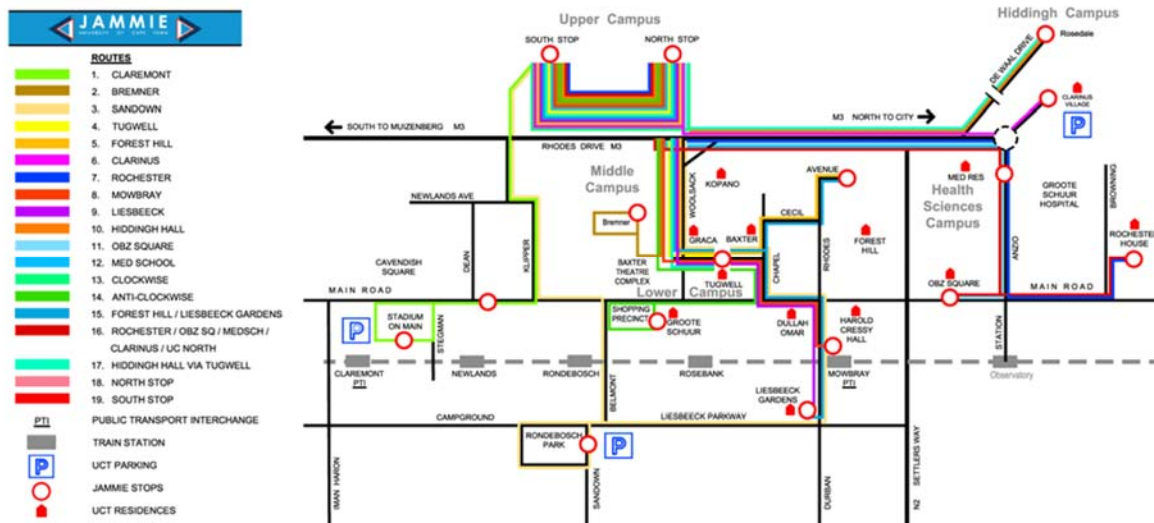 JAMMIE
UNIVERSITY OF CAPE TOWN
ROUTES
1. CLAREMONT
2. BREMNER
3. SANDOWN
4. TUGWELL
5. FOREST HILL
6. CLARINUS
7. ROCHESTER
8. MOWBRAY
9. LIESBEECK
10. HIDDINGH HALL
11. OBZ SQUARE
12. MED SCHOOL
13. CLOCKWISE
14. ANTI-CLOCKWISE
15. FOREST HILL / LIESBEECK GARDENS
16. ROCHESTER / OBZ SQ / MEDSCH /
CLARINUS / UC NORTH
17. HIDDINGH HALL VIA TUGWELL
18. NORTH STOP
19. SOUTH STOP
PTI PUBLIC TRANSPORT INTERCHANGE
TRAIN STATION
P UCT PARKING
JAMMIE STOPS
UCT RESIDENCES
Upper Campus
SOUTH STOP
NORTH STOP
Hiddingh Campus
Rosedale
DE WAAL DRIVE
CLARINUS
VILLAGE
P
SOUTH TO MUIZENBERG M3
M3 NORTH TO CITY
RHODES DRIVE M3
Middle
Campus
Bremner
BAXTER
THEATRE
COMPLEX
WOOLSACK
KOPANO
GRACA
BAXTER
TUGWELL
AVENUE
CECIL
CHAPEL
RHODES
FOREST
HILL
MED RES
Health
Sciences
Campus
GROOTE
SCHUUR
HOSPITAL
BROWNING
ANZIO
ROCHESTER
HOUSE
OBZ SQUARE
MAIN ROAD
NEWLANDS AVE
CAVENDISH
SQUARE
DEAN
KLIPPER
MAIN ROAD
Lower Campus
STADIUM
ON MAIN
P
STEGMAN
SHOPPING
PRECINCT
GROOTE
SCHUUR
DULLAH
OMAR
HAROLD
CRESSY
HALL
STATION
CLAREMONT
PTI
NEWLANDS
RONDEBOSCH
ROSEBANK
MOWBRAY
PTI
Observatory
BELMONT
LIESBEECK
GARDENS
CAMPGROUND
LIESBEECK PARKWAY
RONDEBOSCH
PARK
P
IMAN HARON
SANDOWN
DURBAN
N2 SETTLERS WAY